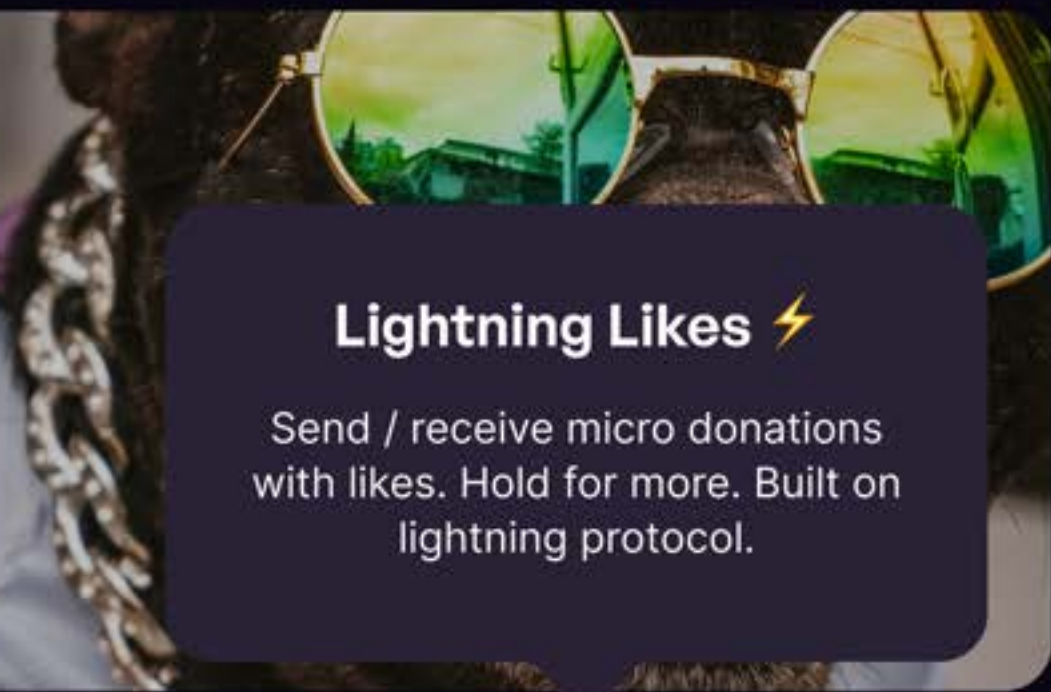 Lightning Likes ⚡
Send / receive micro donations
with likes. Hold for more. Built on
lightning protocol.